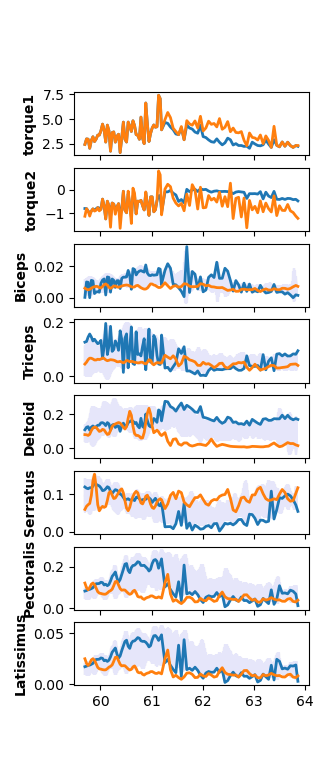 7.5
5.0
2.5
torque1
0
−1
torque2
0.02
0.00
Biceps
0.2
0.0
Triceps
0.2
0.0
Deltoid
0.1
0.0
Serratus
0.2
0.0
Pectoralis
0.05
0.00
Latissimus
60 61 62 63 64